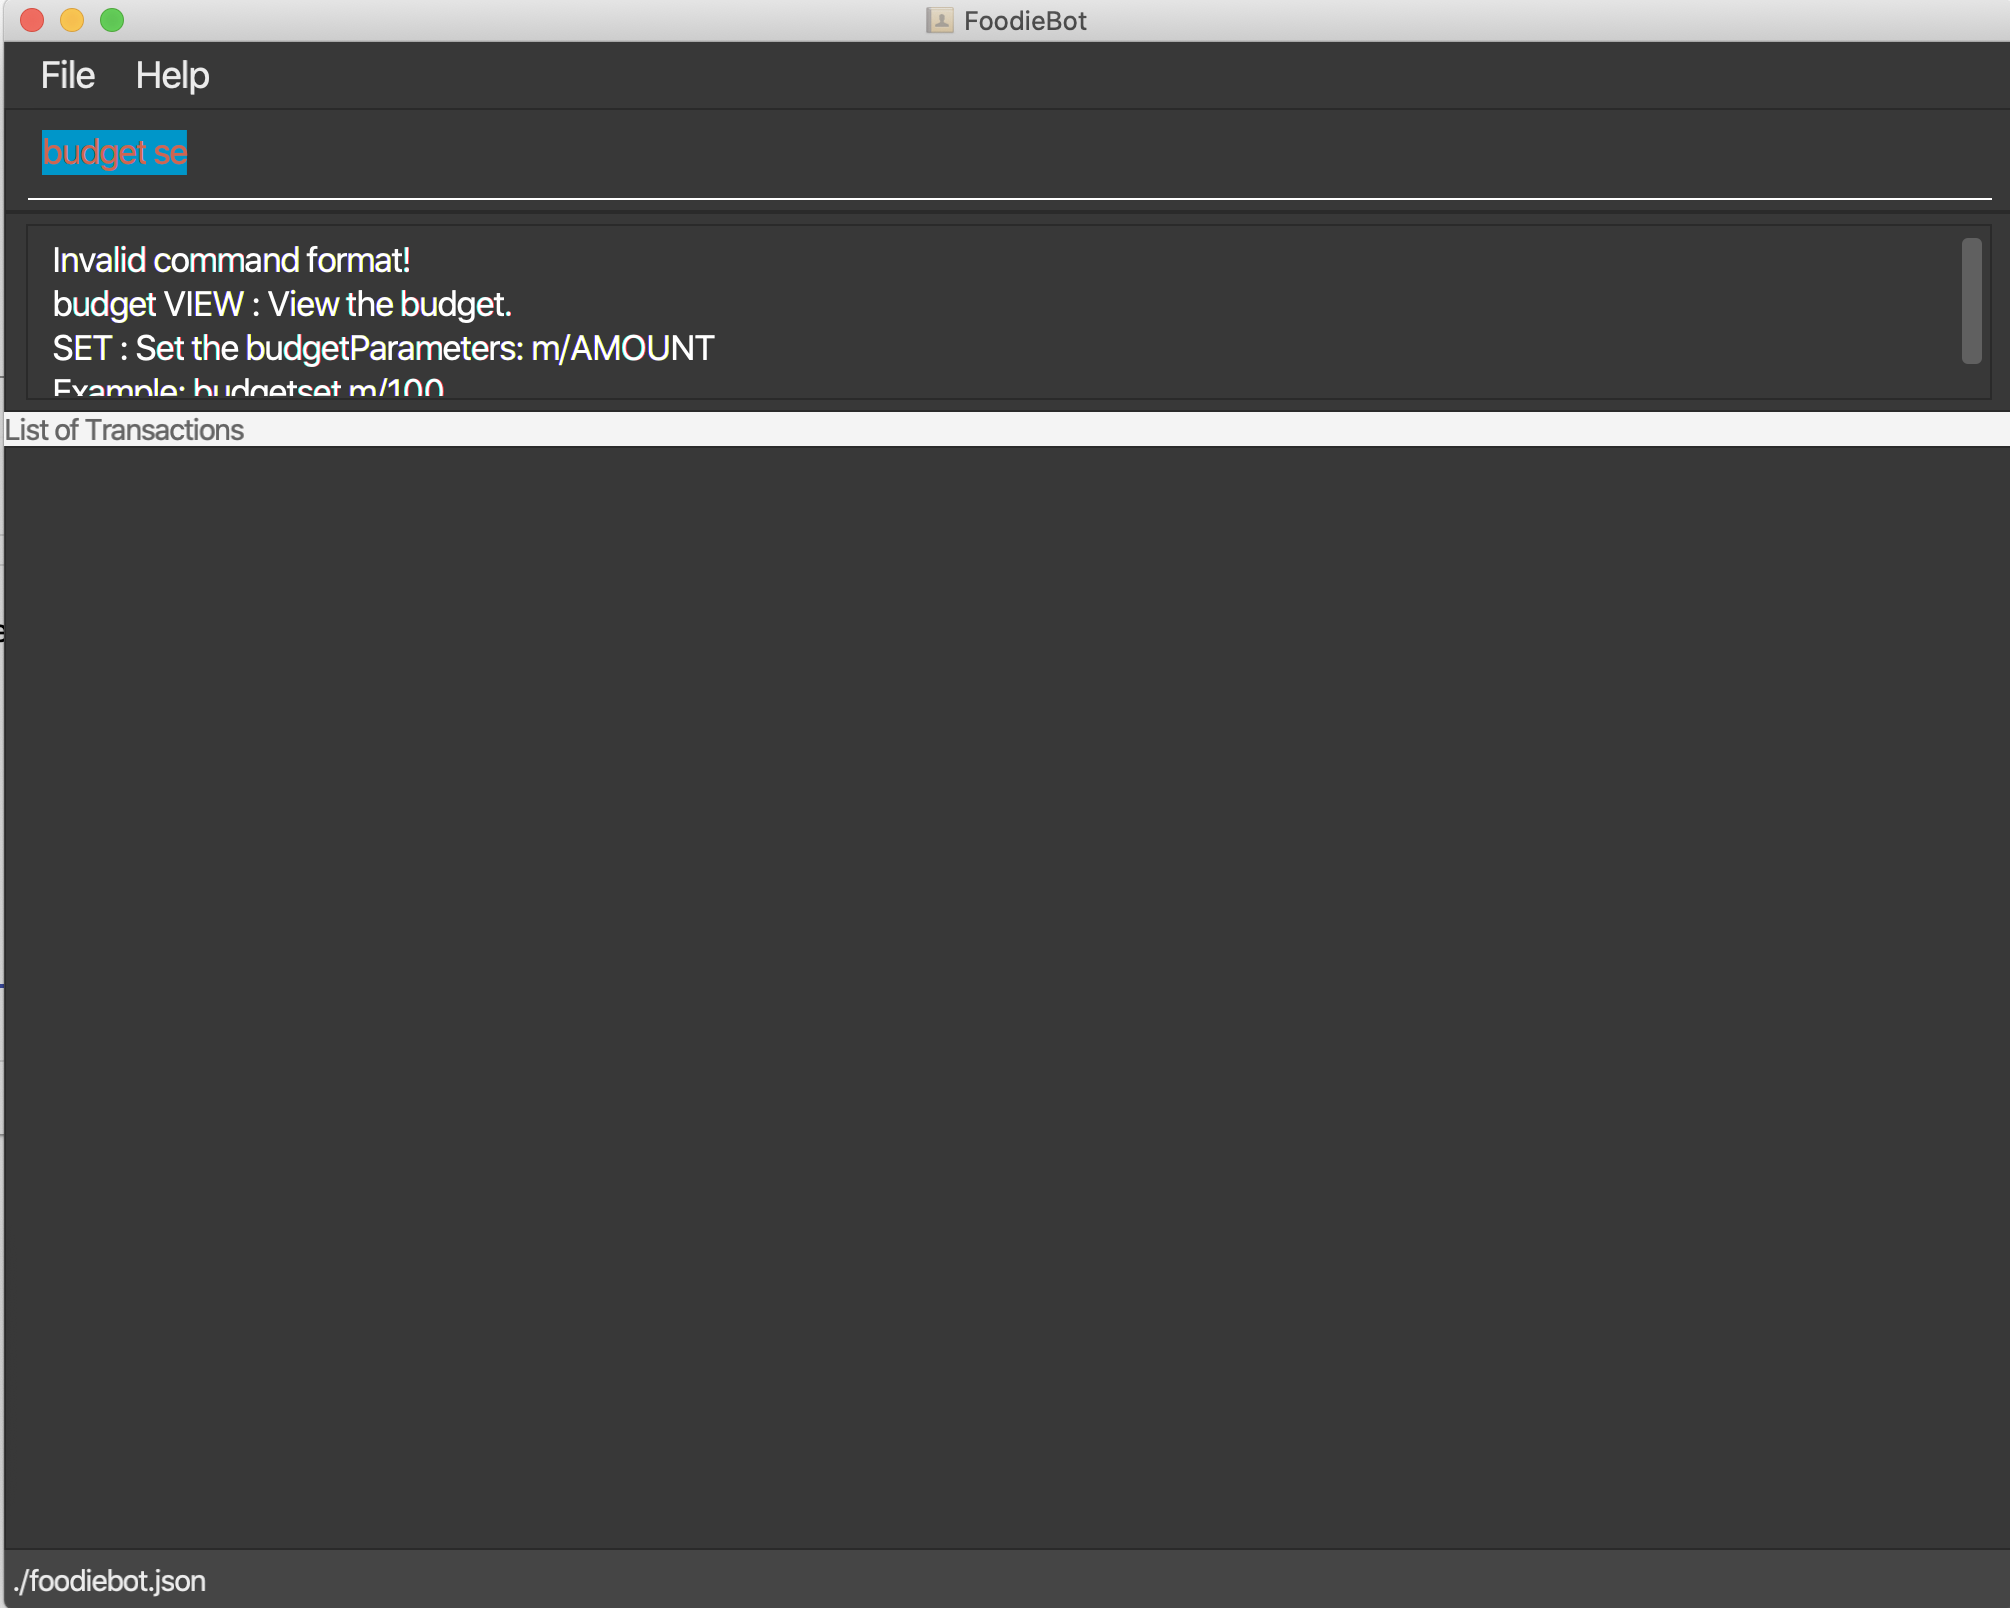 FoodieBot
File Help
budget se
Invalid command format!
budget VIEW : View the budget.
SET : Set the budgetParameters: m/AMOUNT
Example: budgetset m/100
List of Transactions
./foodiebot.json